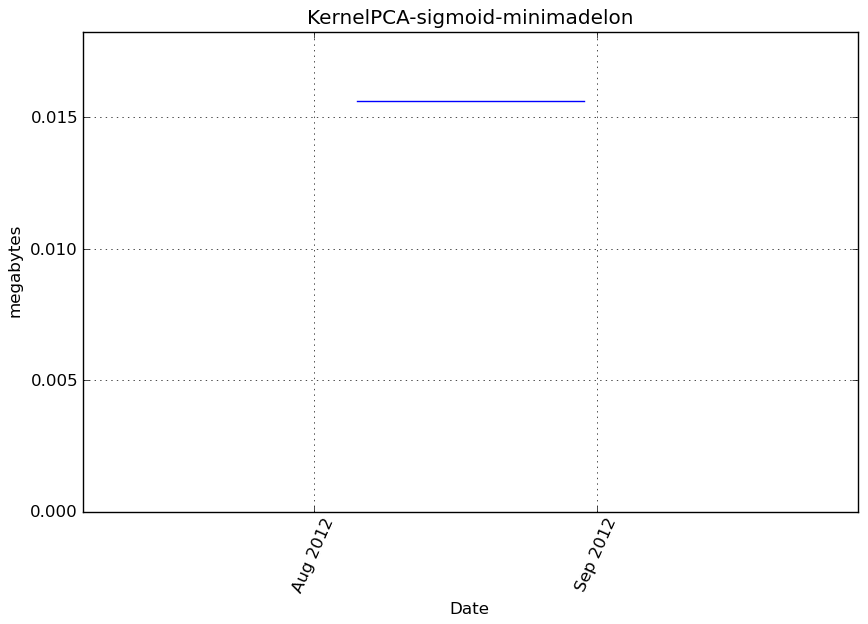 KernelPCA-sigmoid-minimadelon
0.015
0.010
0.005
0.000
megabytes
Aug 2012
Sep 2012
Date